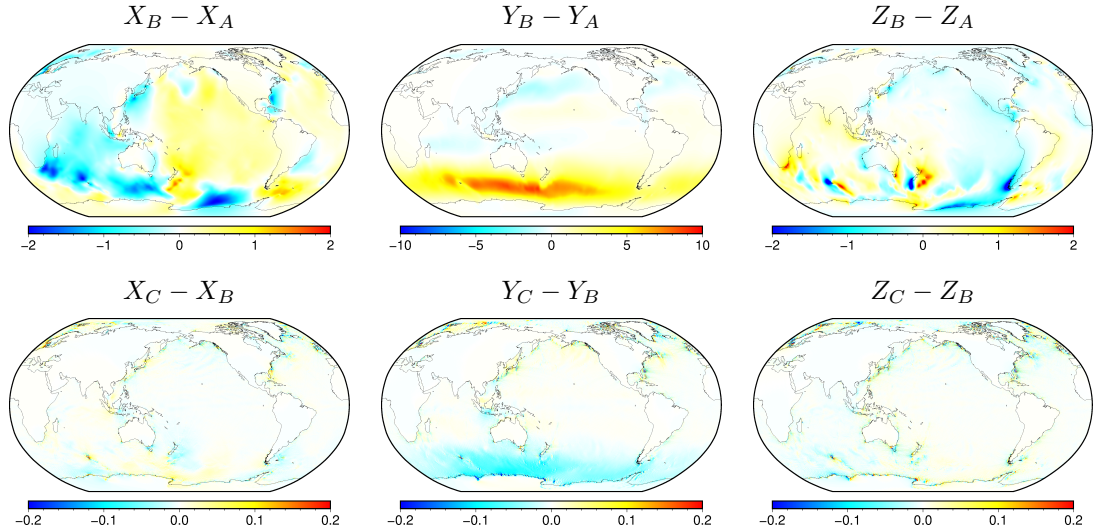 X_B − X_A Y_B − Y_A Z_B − Z_A
−2 −1 0 1 2 −10 −5 0 5 10 −2 −1 0 1 2
X_C − X_B Y_C − Y_B Z_C − Z_B
−0.2 −0.1 0.0 0.1 0.2 −0.2 −0.1 0.0 0.1 0.2 −0.2 −0.1 0.0 0.1 0.2